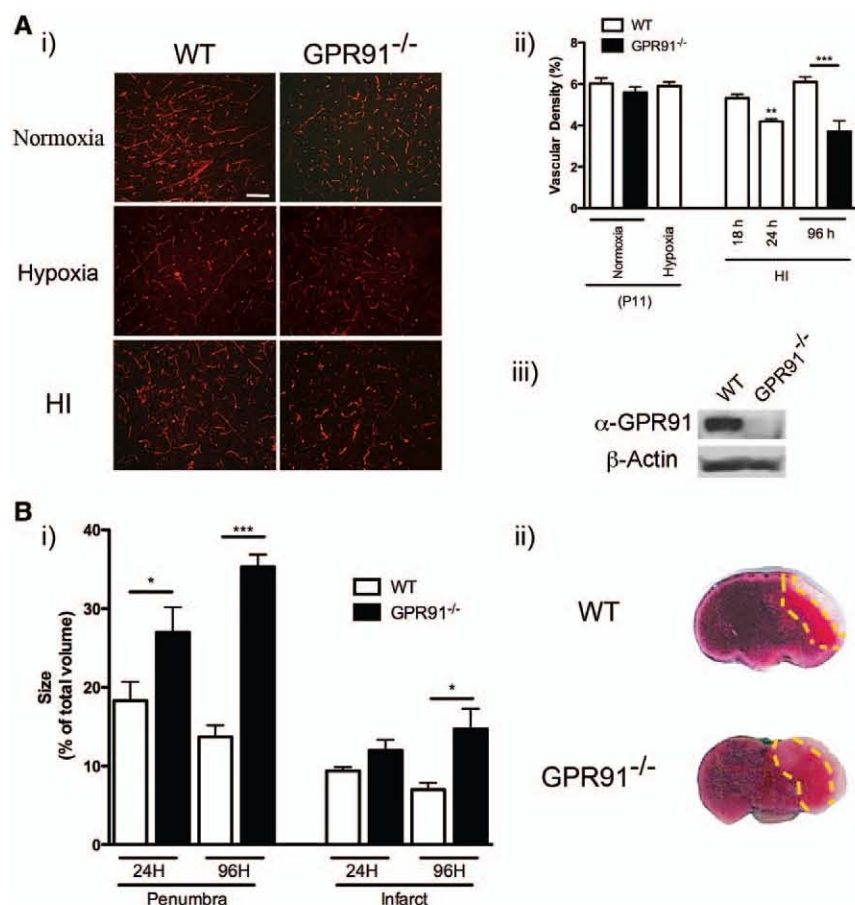 A
i)
WT
GPR91-/-
Normoxia
Hypoxia
HI
ii)
WT
GPR91-/-
Vascular Density (%)
8
6
4
2
0
**
***
Normoxia
Hypoxia
18 h
24 h
96 h
(P11)
HI
iii)
WT
GPR91-/-
α-GPR91
β-Actin
B
i)
Size
(% of total volume)
40
30
20
10
0
*
***
*
WT
GPR91-/-
24H
96H
24H
96H
Penumbra
Infarct
ii)
WT
GPR91-/-